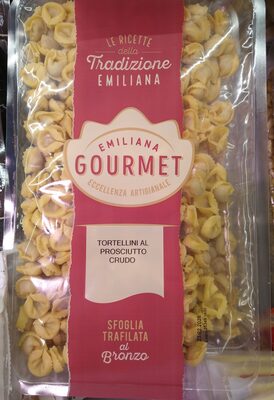 LE RICETTE
della
Tradizione
EMILIANA
EMILIANA
GOURMET
ECCELLENZA ARTIGIANALE
TORTELLINI AL
PROSCIUTTO
CRUDO
SFOGLIA
TRAFILATA
al
Bronzo